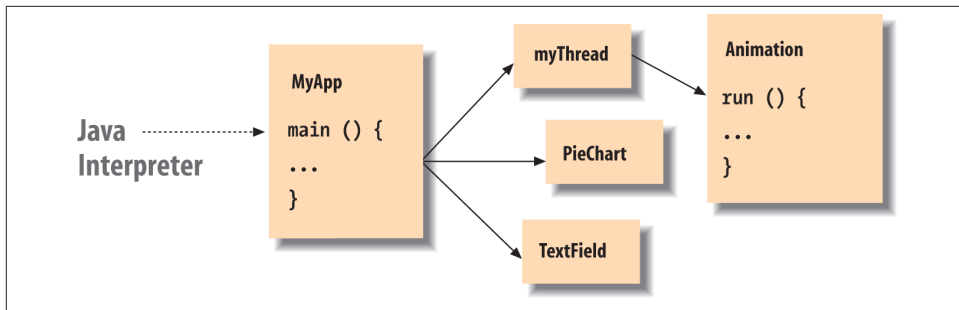 Java
Interpreter
MyApp
main () {
...
}
myThread
PieChart
TextField
Animation
run () {
...
}